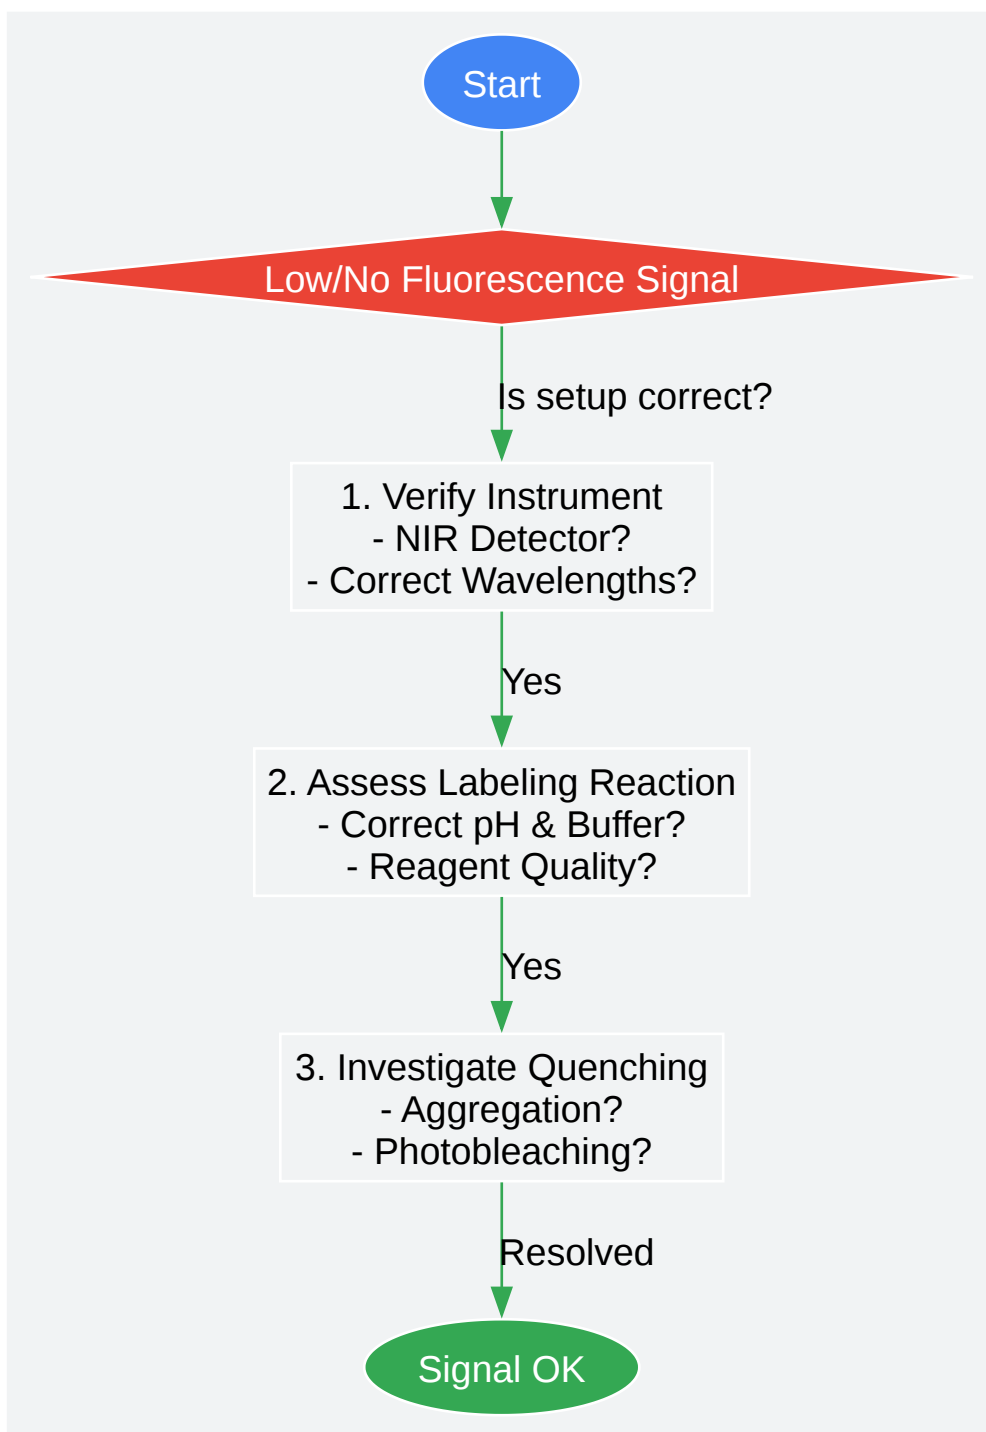 Start
Low/No Fluorescence Signal
Is setup correct?
1. Verify Instrument
- NIR Detector?
- Correct Wavelengths?
Yes
2. Assess Labeling Reaction
- Correct pH & Buffer?
- Reagent Quality?
Yes
3. Investigate Quenching
- Aggregation?
- Photobleaching?
Resolved
Signal OK